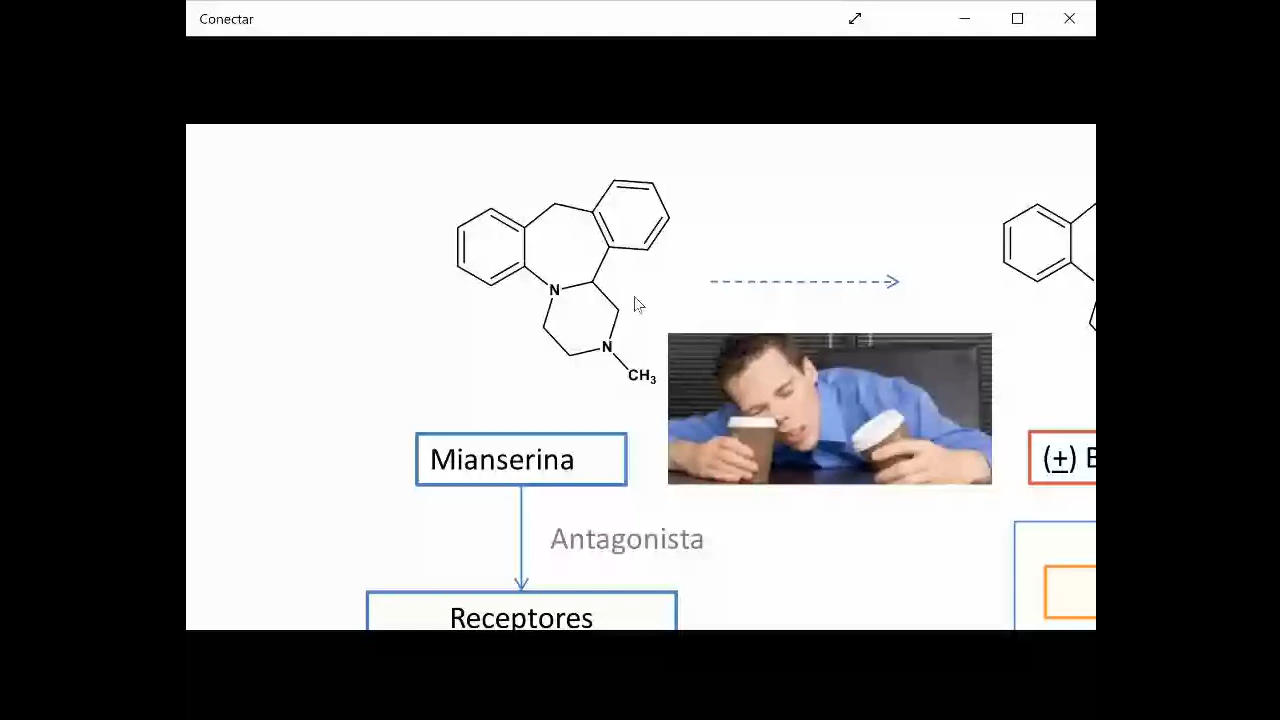 Conectar
N
N
CH3
Mianserina
(+) B
Antagonista
Receptores